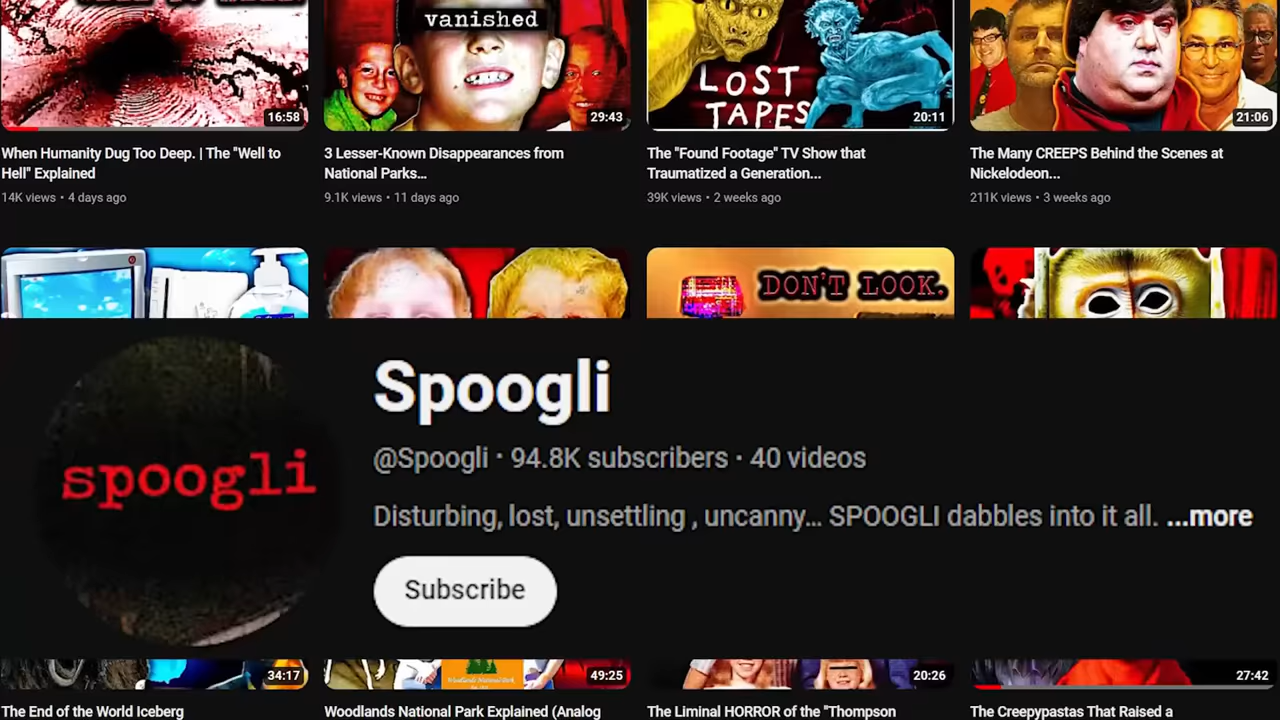 vanished
LOST
TAPES
16:58
29:43
20:11
21:06
When Humanity Dug Too Deep. | The "Well to
Hell" Explained
14K views • 4 days ago
3 Lesser-Known Disappearances from
National Parks...
9.1K views • 11 days ago
The "Found Footage" TV Show that
Traumatized a Generation...
39K views • 2 weeks ago
The Many CREEPS Behind the Scenes at
Nickelodeon...
211K views • 3 weeks ago
DON'T LOOK.
spoogli
Spoogli
@Spoogli · 94.8K subscribers · 40 videos
Disturbing, lost, unsettling , uncanny... SPOOGLI dabbles into it all. ...more
Subscribe
Woodlands National Park
34:17
49:25
20:26
27:42
The End of the World Iceberg
Woodlands National Park Explained (Analog
The Liminal HORROR of the "Thompson
The Creepypastas That Raised a